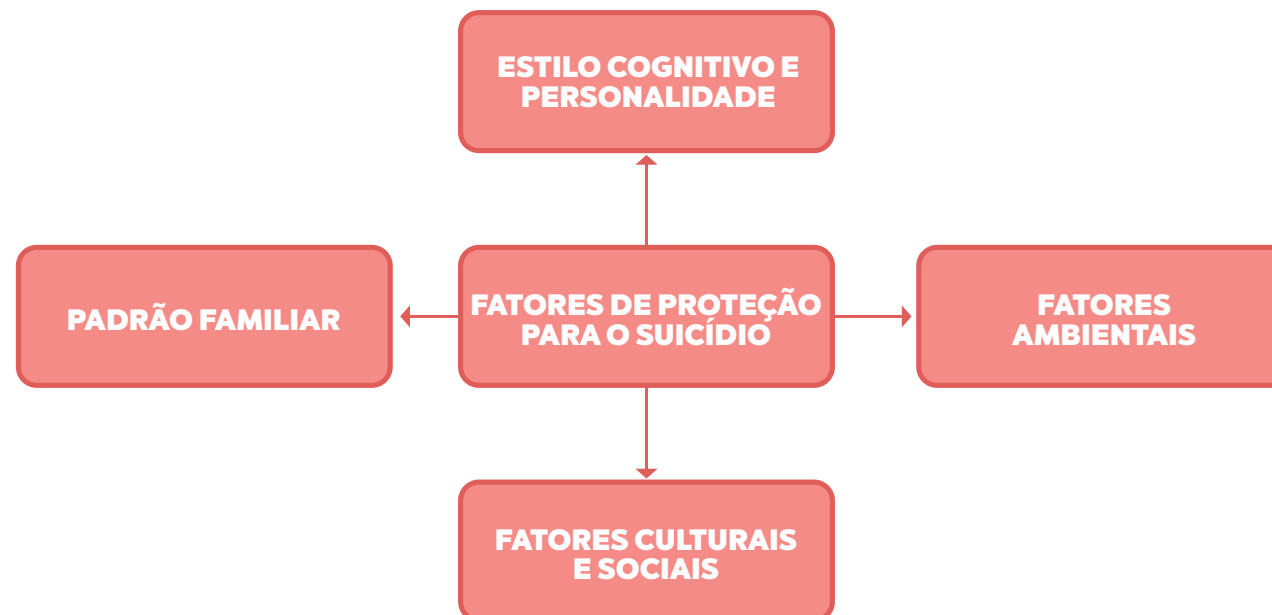 ESTILO COGNITIVO E
PERSONALIDADE
PADRÃO FAMILIAR
FATORES DE PROTEÇÃO
PARA O SUICÍDIO
FATORES
AMBIENTAIS
FATORES CULTURAIS
E SOCIAIS